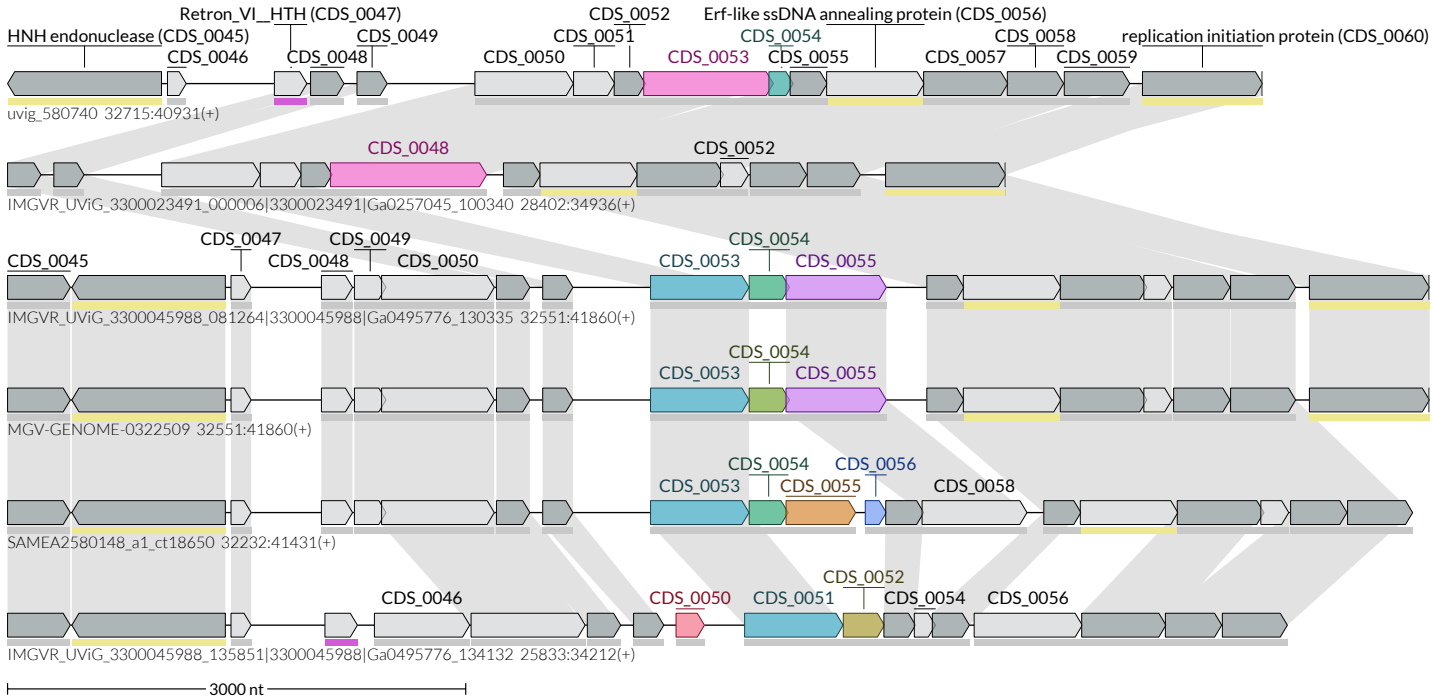 Retron_VI__HTH (CDS_0047) CDS_0052 Erf-like ssDNA annealing protein (CDS_0056)
HNH endonuclease (CDS_0045) CDS_0049 CDS_0051 CDS_0054 CDS_0058 replication initiation protein (CDS_0060)
CDS_0046 CDS_0048 CDS_0050 CDS_0053 CDS_0055 CDS_0057 CDS_0059
uvig_580740 32715:40931(+)
CDS_0048 CDS_0052
IMGVR_UViG_3300023491_000006|3300023491|Ga0257045_100340 28402:34936(+)
CDS_0047 CDS_0049 CDS_0054
CDS_0045 CDS_0048 CDS_0050 CDS_0053 CDS_0055
IMGVR_UViG_3300045988_081264|3300045988|Ga0495776_130335 32551:41860(+)
CDS_0054
CDS_0053 CDS_0055
MGV-GENOME-0322509 32551:41860(+)
CDS_0054 CDS_0056
CDS_0053 CDS_0055 CDS_0058
SAMEA2580148_a1_ct18650 32232:41431(+)
CDS_0052
CDS_0046 CDS_0050 CDS_0051 CDS_0054 CDS_0056
IMGVR_UViG_3300045988_135851|3300045988|Ga0495776_134132 25833:34212(+)
3000 nt